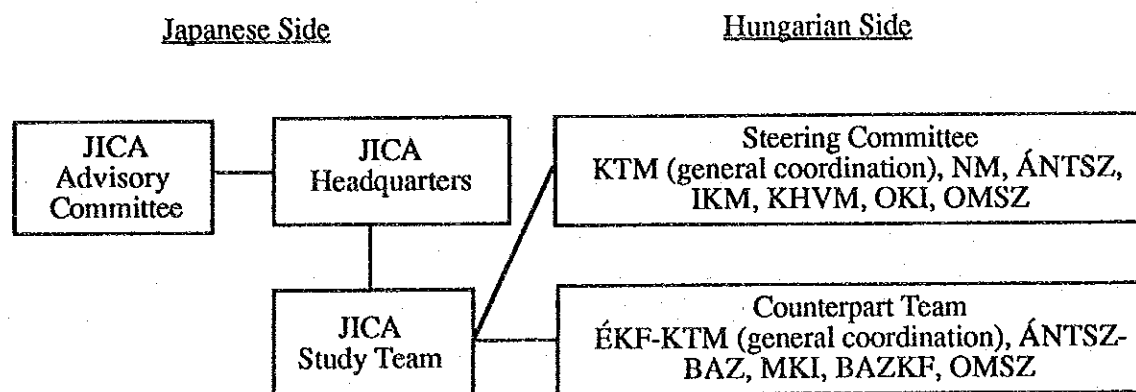 Japanese Side
Hungarian Side
JICA
Advisory
Committee
JICA
Headquarters
Steering Committee
KTM (general coordination), NM, ÁNTSZ,
IKM, KHVM, OKI, OMSZ
JICA
Study Team
Counterpart Team
ÉKF-KTM (general coordination), ÁNTSZ-
BAZ, MKI, BAZKF, OMSZ